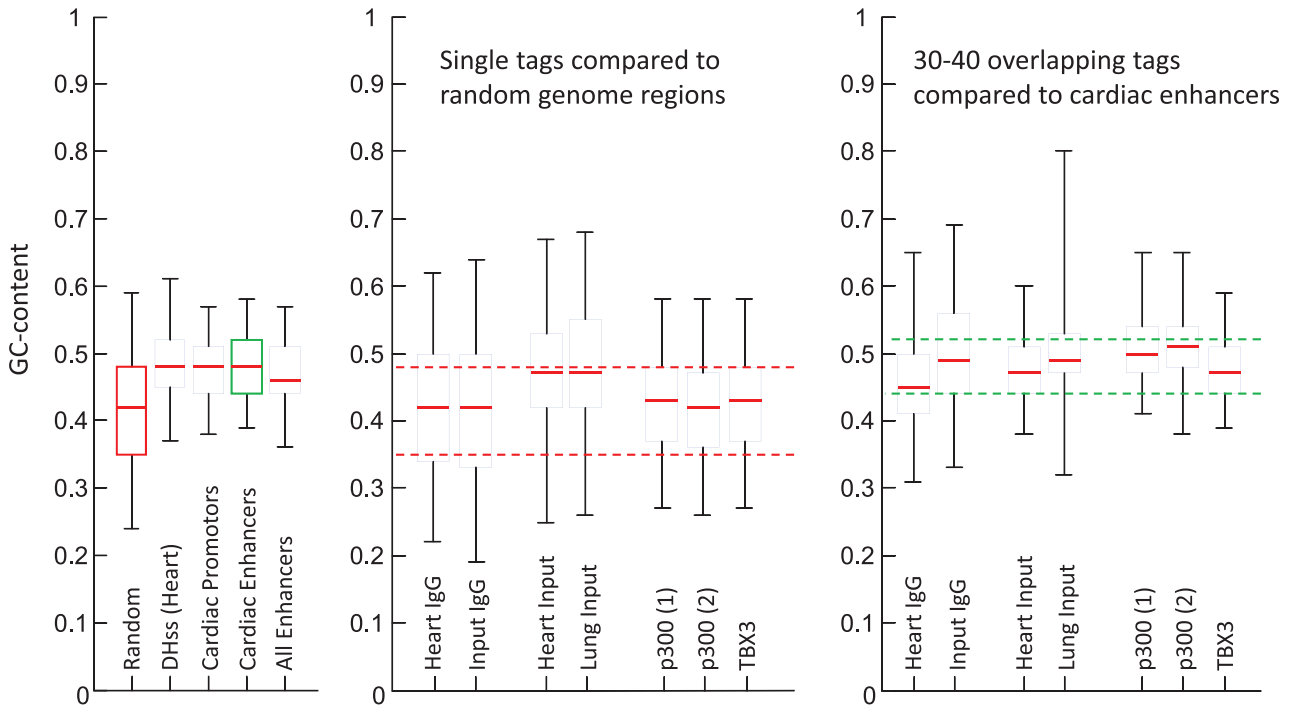 GC-content
1
0.9
0.8
0.7
0.6
0.5
0.4
0.3
0.2
0.1
0
Random
DHss (Heart)
Cardiac Promotors
Cardiac Enhancers
All Enhancers
Single tags compared to
random genome regions
1
0.9
0.8
0.7
0.6
0.5
0.4
0.3
0.2
0.1
0
Heart IgG
Input IgG
Heart Input
Lung Input
p300 (1)
p300 (2)
TBX3
30-40 overlapping tags
compared to cardiac enhancers
1
0.9
0.8
0.7
0.6
0.5
0.4
0.3
0.2
0.1
0
Heart IgG
Input IgG
Heart Input
Lung Input
p300 (1)
p300 (2)
TBX3